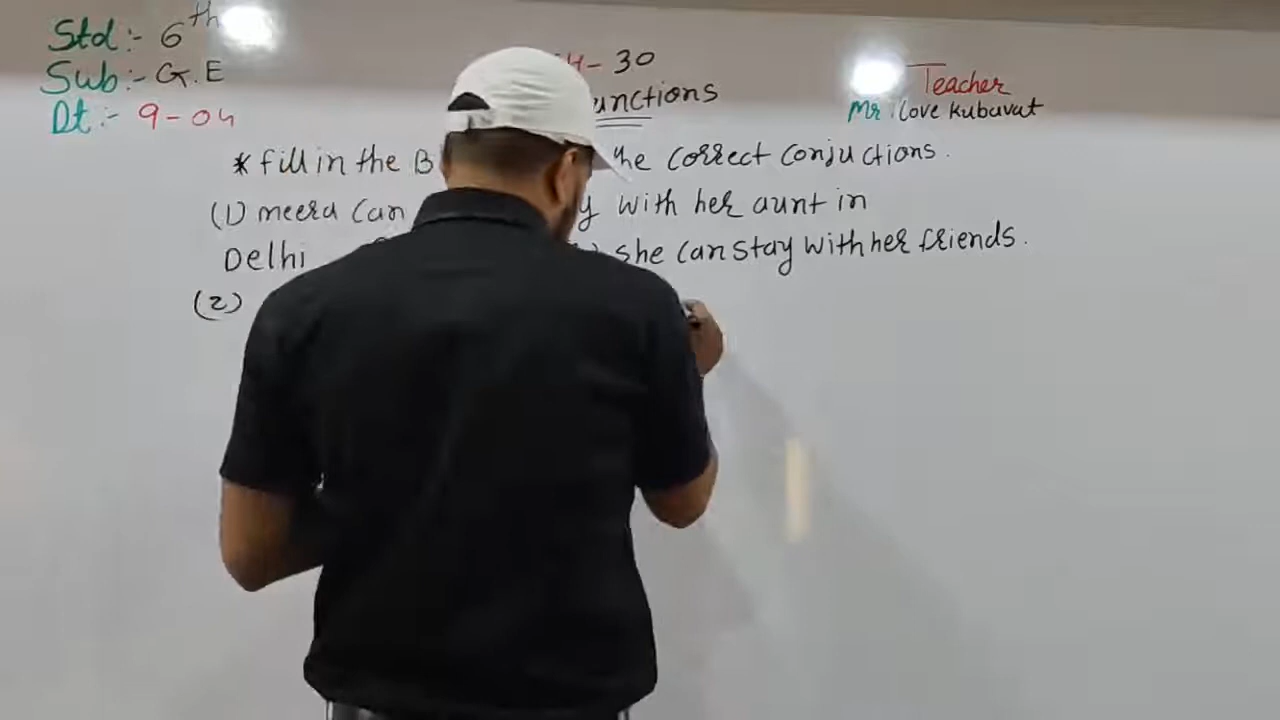 Std:- 6th
Sub:- G.E
Dt:- 9-04
4- 30
unctions
Teacher
Mr. Love Kubavat
* fill in the B he correct conjuctions.
(1) meera can y with her aunt in
Delhi she can stay with her friends.
(2)